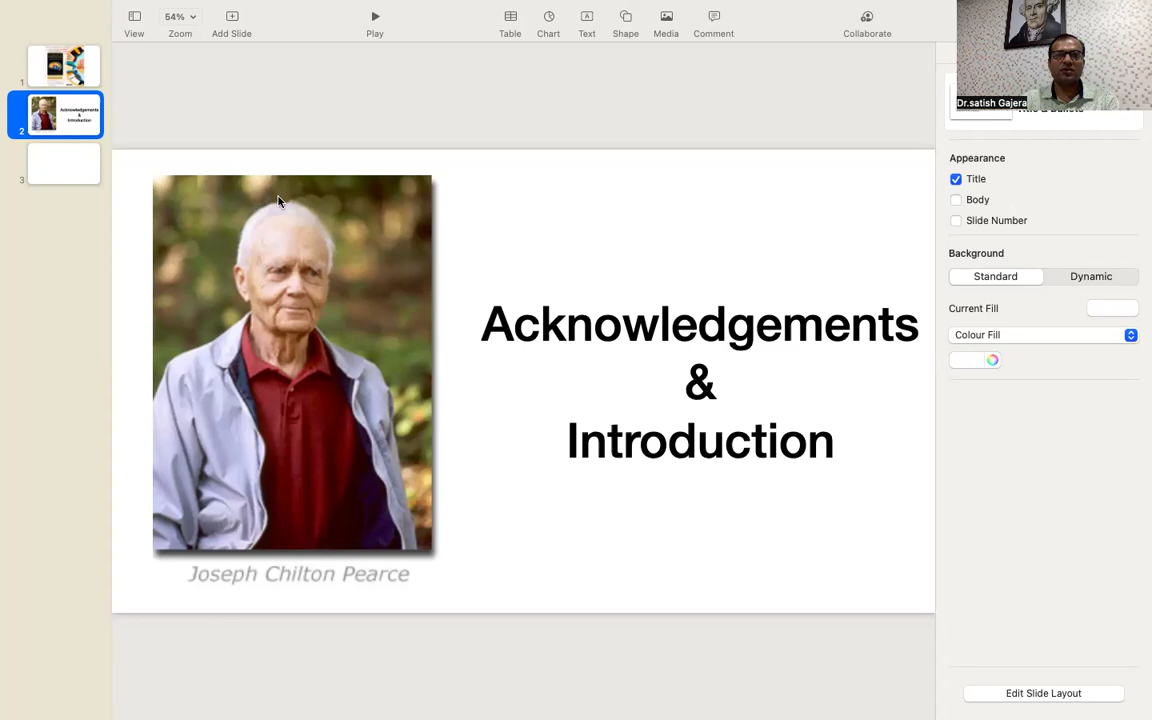 54%
View
Zoom
Add Slide
Play
Table
Chart
Text
Shape
Media
Comment
Collaborate
Dr.satish Gajera
1
Acknowledgements
&
Introduction
2
3
Appearance
Title
Body
Slide Number
Background
Standard
Dynamic
Current Fill
Colour Fill
Acknowledgements
&
Introduction
Joseph Chilton Pearce
Edit Slide Layout